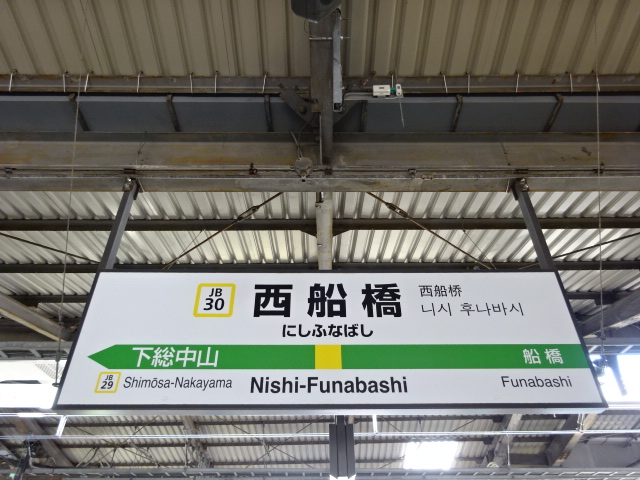 JB
30
西船橋
西船桥
니시 후나바시
にしふなばし
下総中山
船橋
JB
29
Shimōsa-Nakayama
Nishi-Funabashi
Funabashi